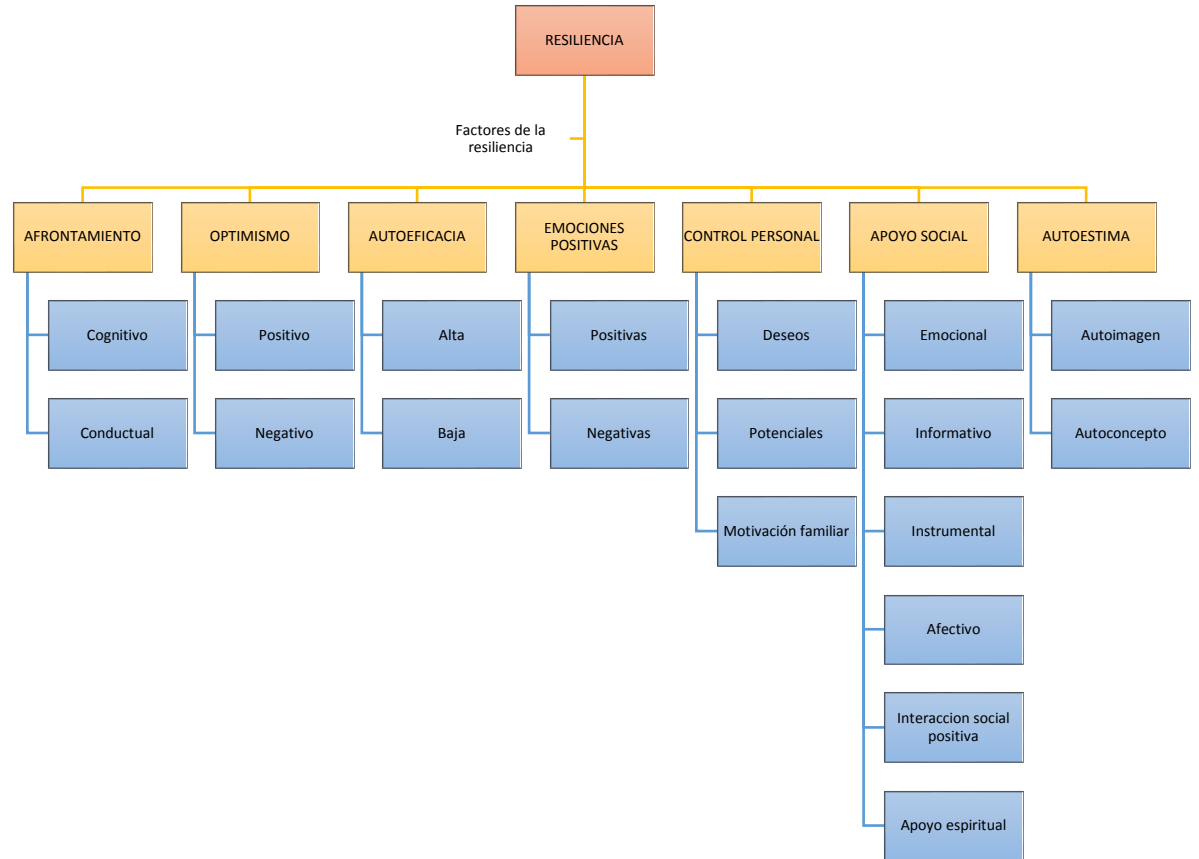 RESILIENCIA
Factores de la
resiliencia
AFRONTAMIENTO
OPTIMISMO
AUTOEFICACIA
EMOCIONES
POSITIVAS
CONTROL PERSONAL
APOYO SOCIAL
AUTOESTIMA
Cognitivo
Positivo
Alta
Positivas
Deseos
Emocional
Autoimagen
Conductual
Negativo
Baja
Negativas
Potenciales
Informativo
Autoconcepto
Motivación familiar
Instrumental
Afectivo
Interaccion social
positiva
Apoyo espiritual